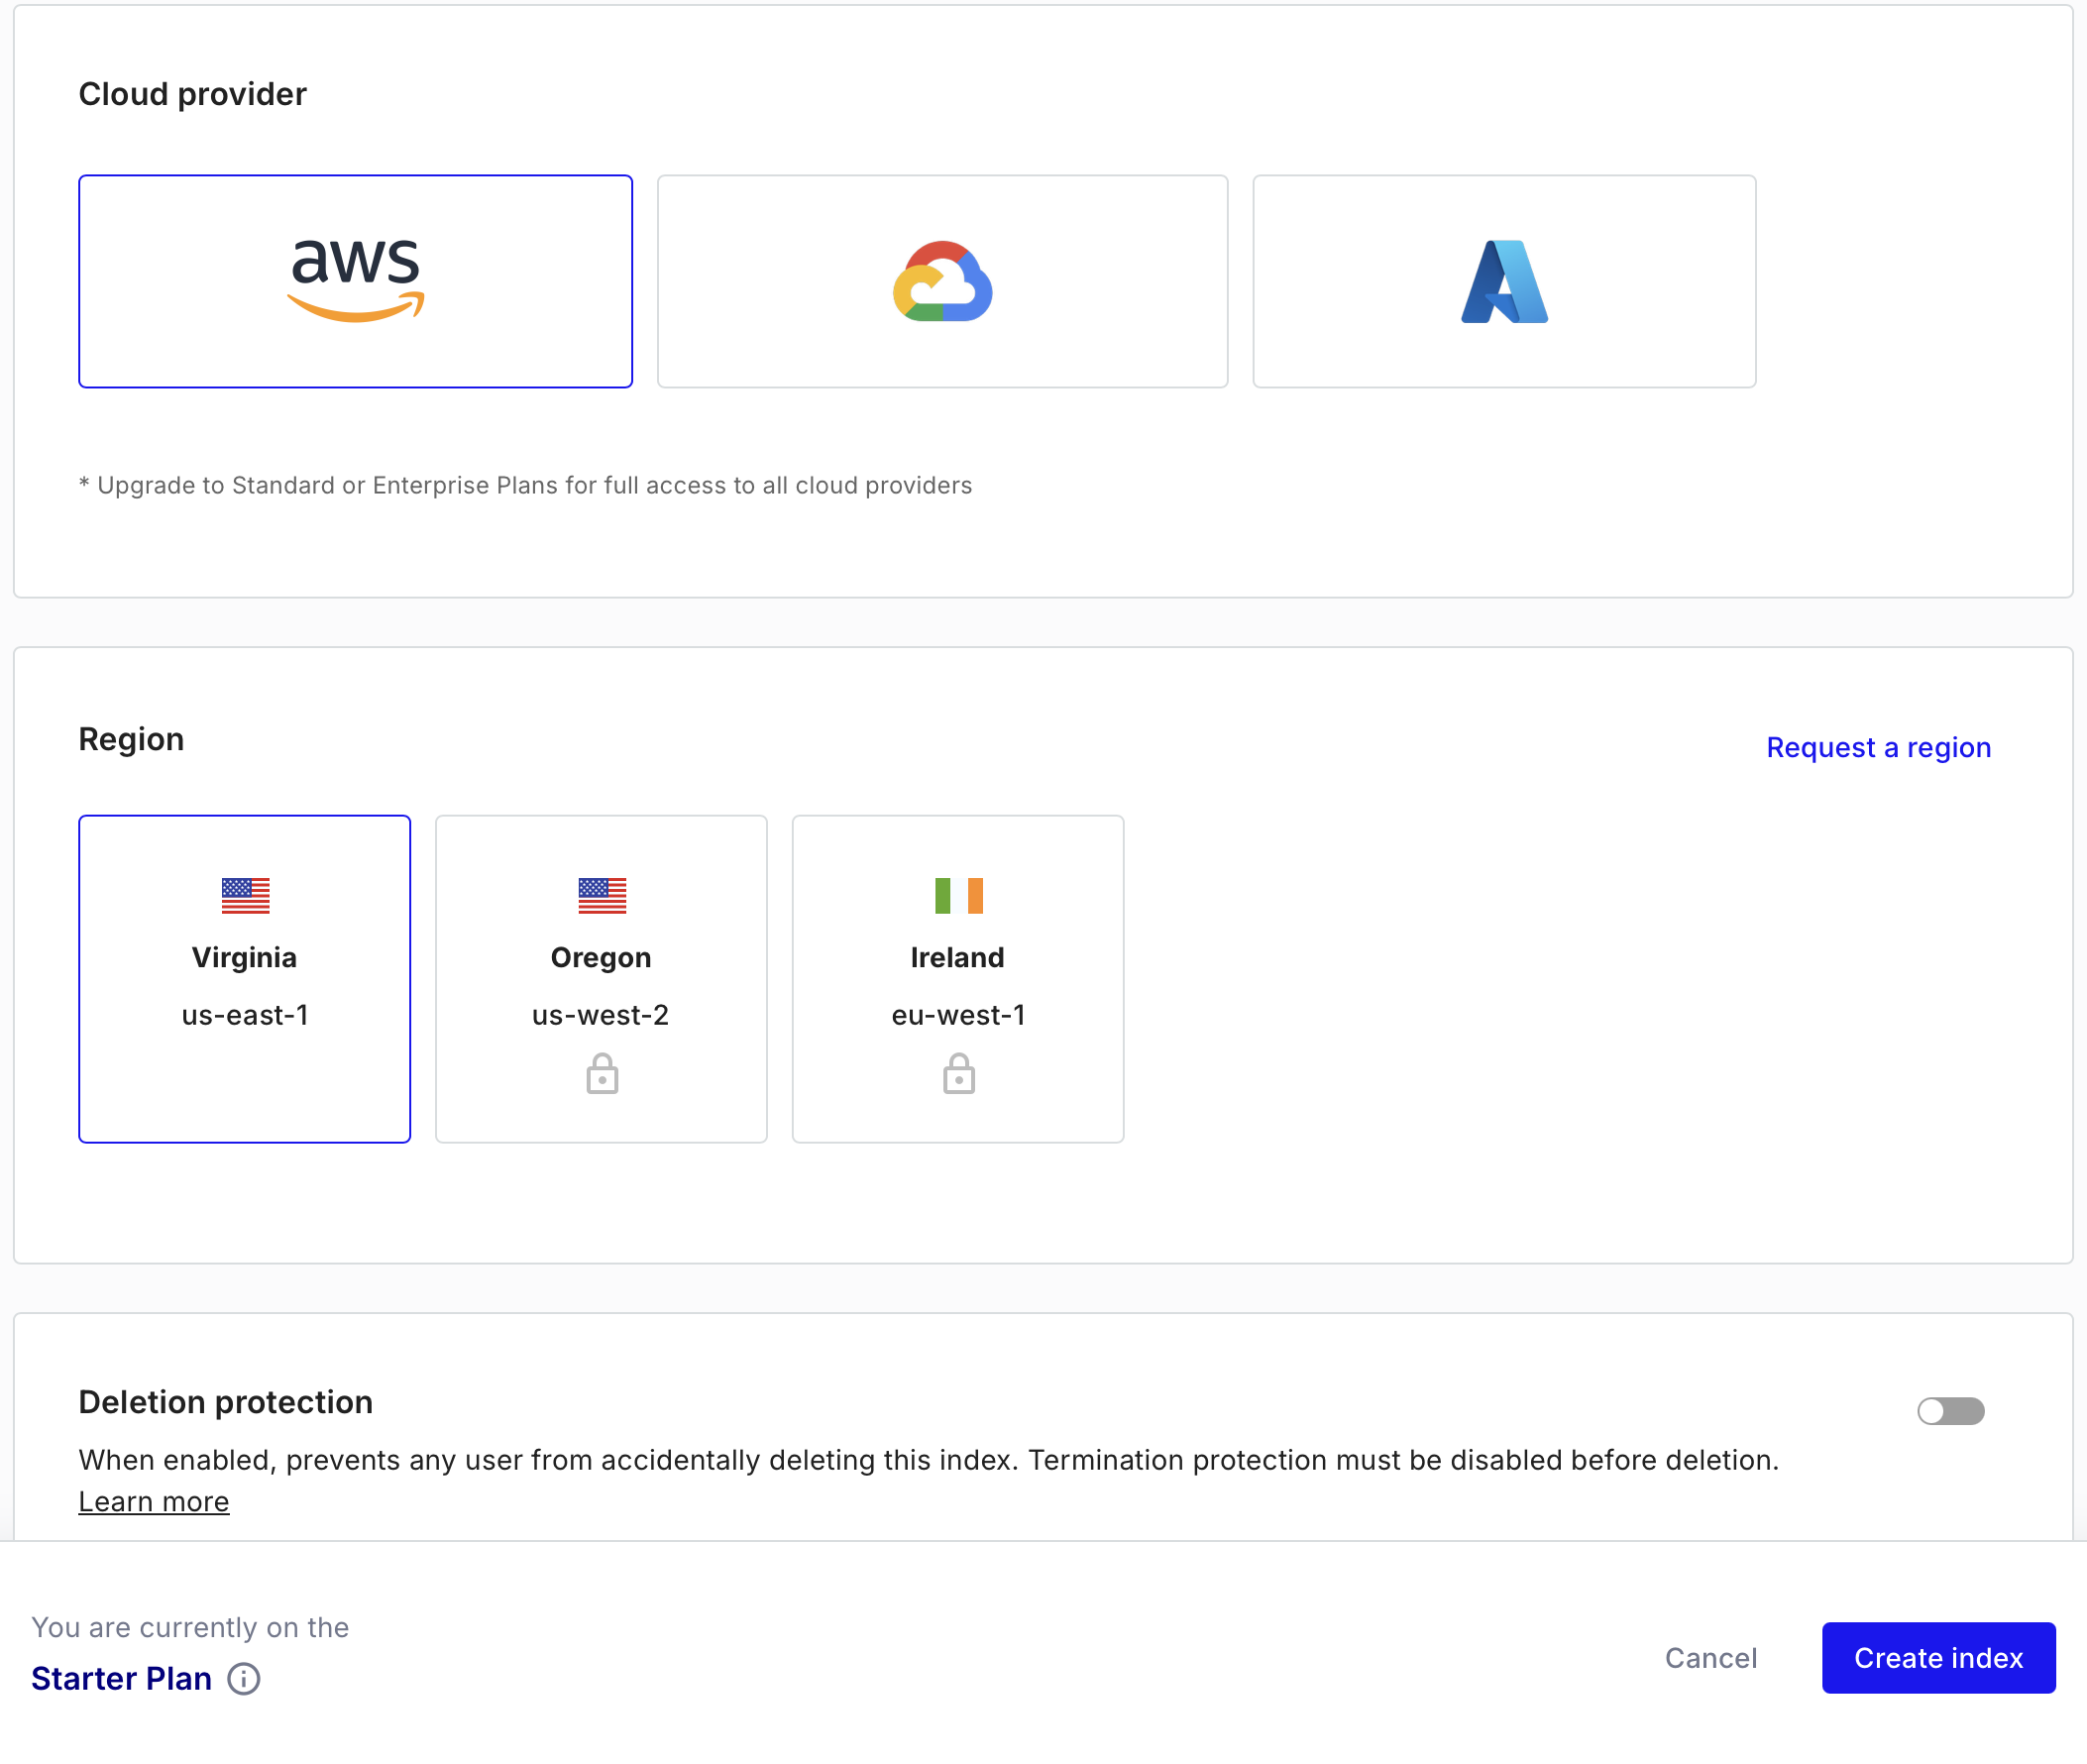 Cloud provider
aws
* Upgrade to Standard or Enterprise Plans for full access to all cloud providers
Region
Request a region
Virginia
us-east-1
Oregon
us-west-2
Ireland
eu-west-1
Deletion protection
When enabled, prevents any user from accidentally deleting this index. Termination protection must be disabled before deletion.
Learn more
You are currently on the
Starter Plan
Cancel
Create index